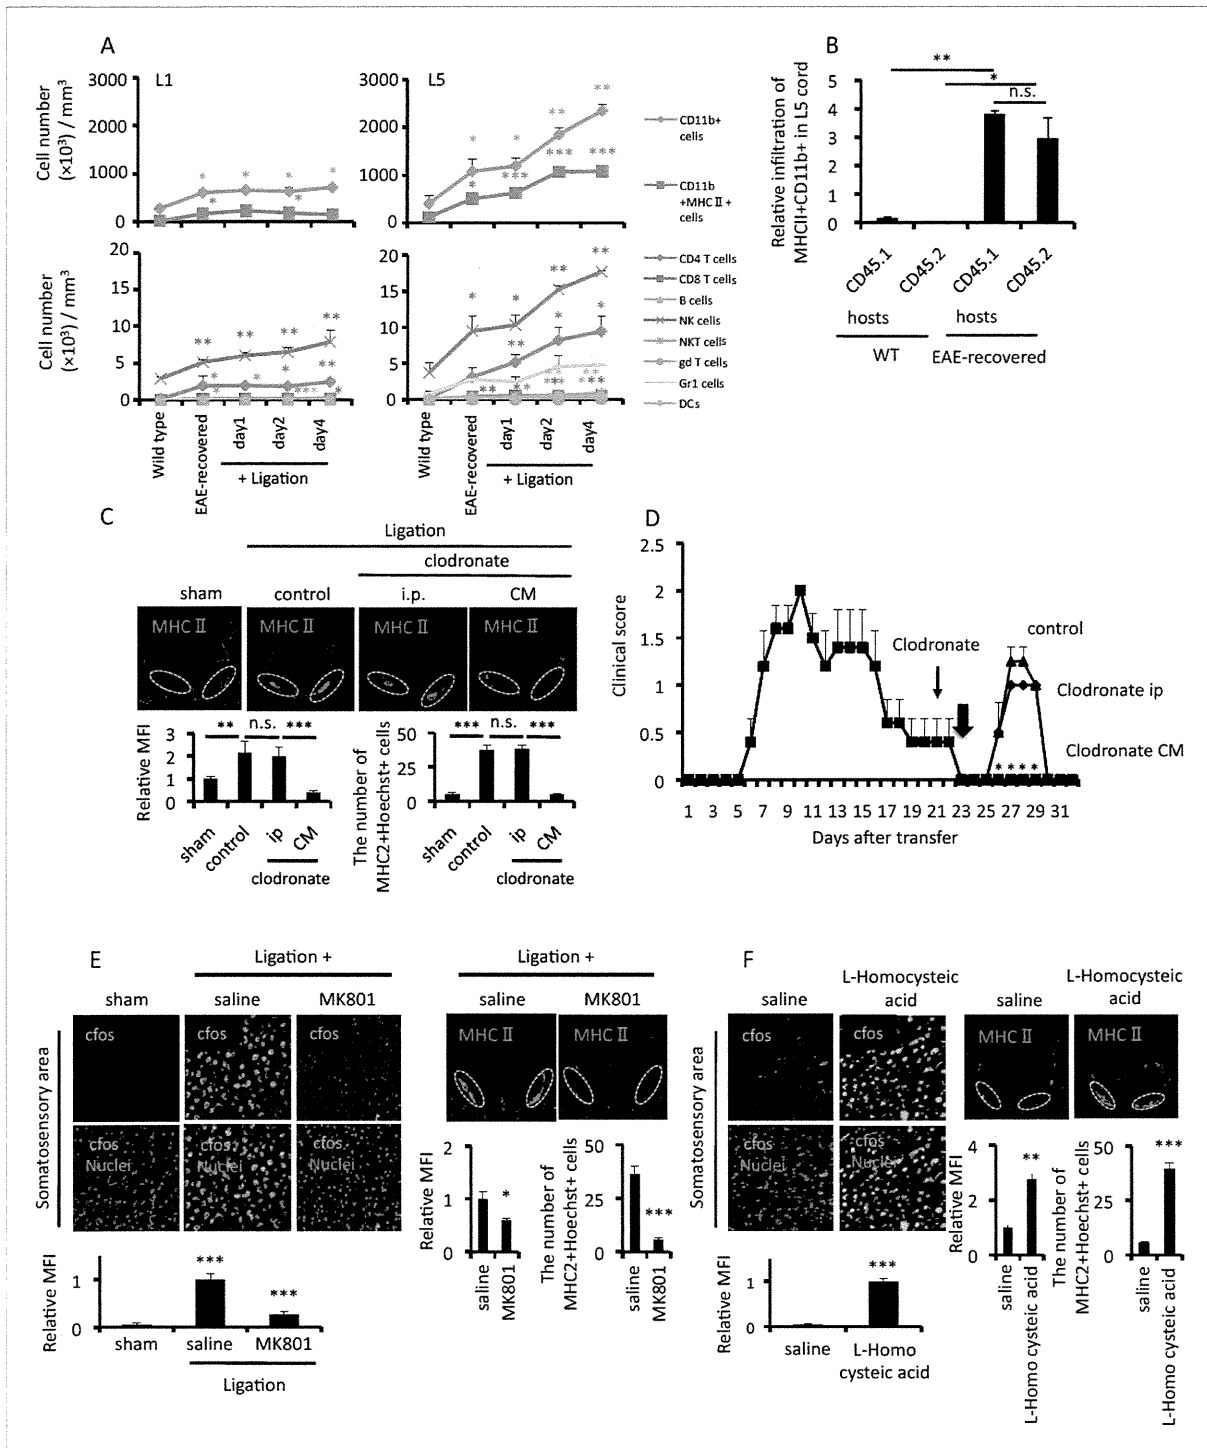 A
B
L1
L5
Cell number
(×10³) / mm³
3000
2000
1000
0
3000
2000
1000
0
* * * *
* *
* * ** **
* *** *** ***
CD11b+
cells
CD11b
+MHC Ⅱ +
cells
Cell number
(×10³) / mm³
20
15
10
5
0
20
15
10
5
0
** ** ** **
CD4 T cells
CD8 T cells
B cells
NK cells
NKT cells
gd T cells
Gr1 cells
DCs
Wild type
EAE-recovered
day1
day2
day4
+ Ligation
Wild type
EAE-recovered
day1
day2
day4
+ Ligation
Relative infiltration of
MHCII+CD11b+ in L5 cord
**
*
n.s.
5
4
3
2
1
0
CD45.1
CD45.2
CD45.1
CD45.2
hosts
hosts
WT
EAE-recovered
C
Ligation
clodronate
sham
control
i.p.
CM
MHC Ⅱ
MHC Ⅱ
MHC Ⅱ
MHC Ⅱ
Relative MFI
3
2
1
0
** n.s. ***
sham
control
ip
CM
clodronate
The number of
MHC2+Hoechst+ cells
50
25
0
*** n.s. ***
sham
control
ip
CM
clodronate
D
Clinical score
2.5
2
1.5
1
0.5
0
Clodronate
control
Clodronate ip
Clodronate CM
* * * *
1 3 5 7 9 11 13 15 17 19 21 23 25 27 29 31
Days after transfer
E
Ligation +
sham
saline
MK801
Somatosensory area
cfos
cfos
cfos
cfos
Nuclei
cfos
Nuclei
cfos
Nuclei
Relative MFI
1
0
***
***
sham
saline
MK801
Ligation
Ligation +
saline
MK801
MHC Ⅱ
MHC Ⅱ
Relative MFI
2
1
0
*
saline
MK801
The number of
MHC2+Hoechst+ cells
50
25
0
***
saline
MK801
F
saline
L-Homocysteic
acid
saline
L-Homocysteic
acid
Somatosensory area
cfos
cfos
cfos
Nuclei
cfos
Nuclei
MHC Ⅱ
MHC Ⅱ
Relative MFI
1
0
***
saline
L-Homo
cysteic acid
Relative MFI
4
2
0
**
saline
L-Homo cysteic acid
The number of
MHC2+Hoechst+ cells
50
25
0
***
saline
L-Homo cysteic acid